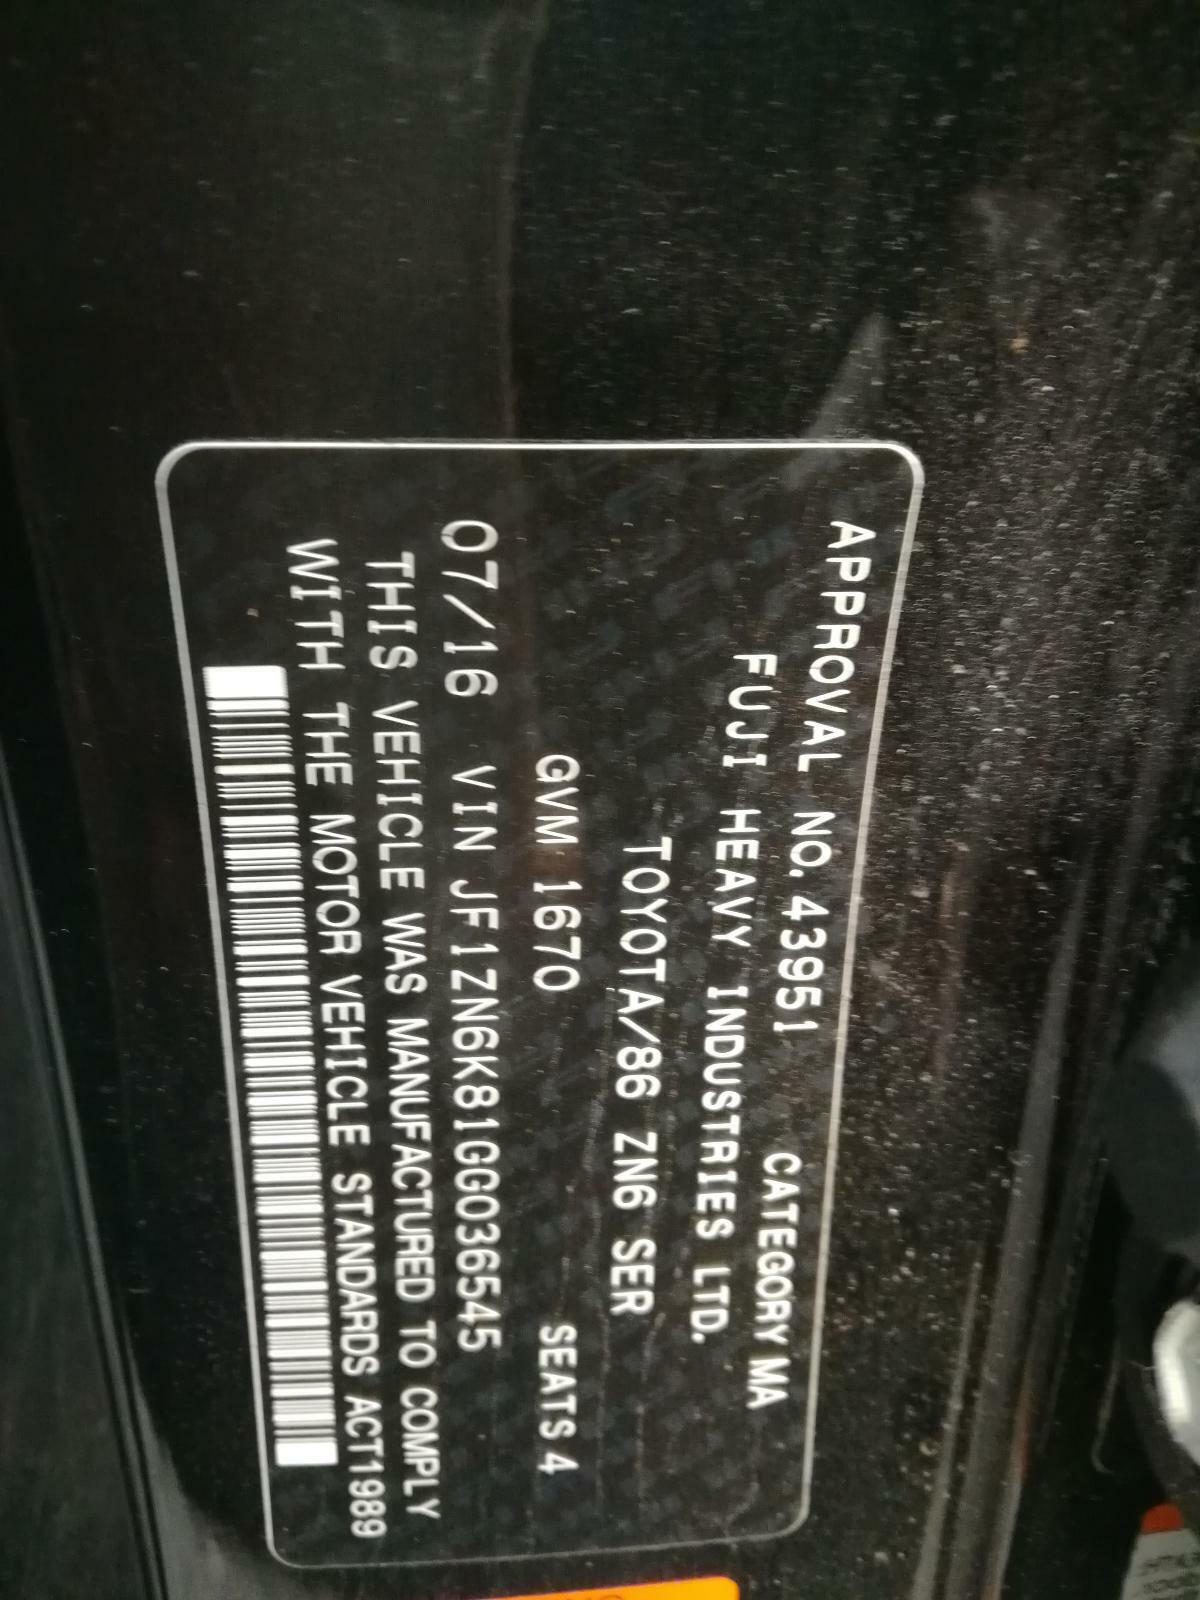 APPROVAL NO. 43951 CATEGORY MA
FUJI HEAVY INDUSTRIES LTD.
TOYOTA/86 ZN6 SER
GVM 1670 SEATS 4
07/16 VIN JF1ZN6K81GG036545
THIS VEHICLE WAS MANUFACTURED TO COMPLY
WITH THE MOTOR VEHICLE STANDARDS ACT1989